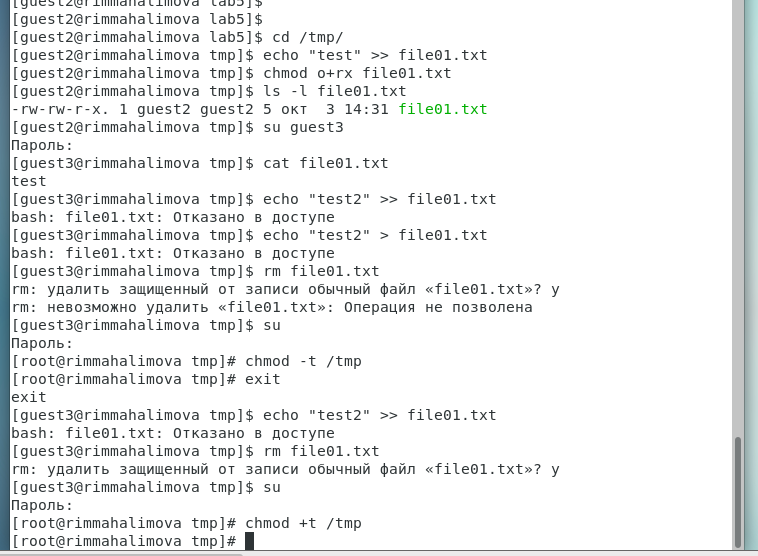 [guest2@rimmahalimova lab5]$
[guest2@rimmahalimova lab5]$
[guest2@rimmahalimova lab5]$ cd /tmp/
[guest2@rimmahalimova tmp]$ echo "test" >> file01.txt
[guest2@rimmahalimova tmp]$ chmod o+rx file01.txt
[guest2@rimmahalimova tmp]$ ls -l file01.txt
-rw-rw-r-x. 1 guest2 guest2 5 окт  3 14:31 file01.txt
[guest2@rimmahalimova tmp]$ su guest3
Пароль:
[guest3@rimmahalimova tmp]$ cat file01.txt
test
[guest3@rimmahalimova tmp]$ echo "test2" >> file01.txt
bash: file01.txt: Отказано в доступе
[guest3@rimmahalimova tmp]$ echo "test2" > file01.txt
bash: file01.txt: Отказано в доступе
[guest3@rimmahalimova tmp]$ rm file01.txt
rm: удалить защищенный от записи обычный файл «file01.txt»? y
rm: невозможно удалить «file01.txt»: Операция не позволена
[guest3@rimmahalimova tmp]$ su
Пароль:
[root@rimmahalimova tmp]# chmod -t /tmp
[root@rimmahalimova tmp]# exit
exit
[guest3@rimmahalimova tmp]$ echo "test2" >> file01.txt
bash: file01.txt: Отказано в доступе
[guest3@rimmahalimova tmp]$ rm file01.txt
rm: удалить защищенный от записи обычный файл «file01.txt»? y
[guest3@rimmahalimova tmp]$ su
Пароль:
[root@rimmahalimova tmp]# chmod +t /tmp
[root@rimmahalimova tmp]#